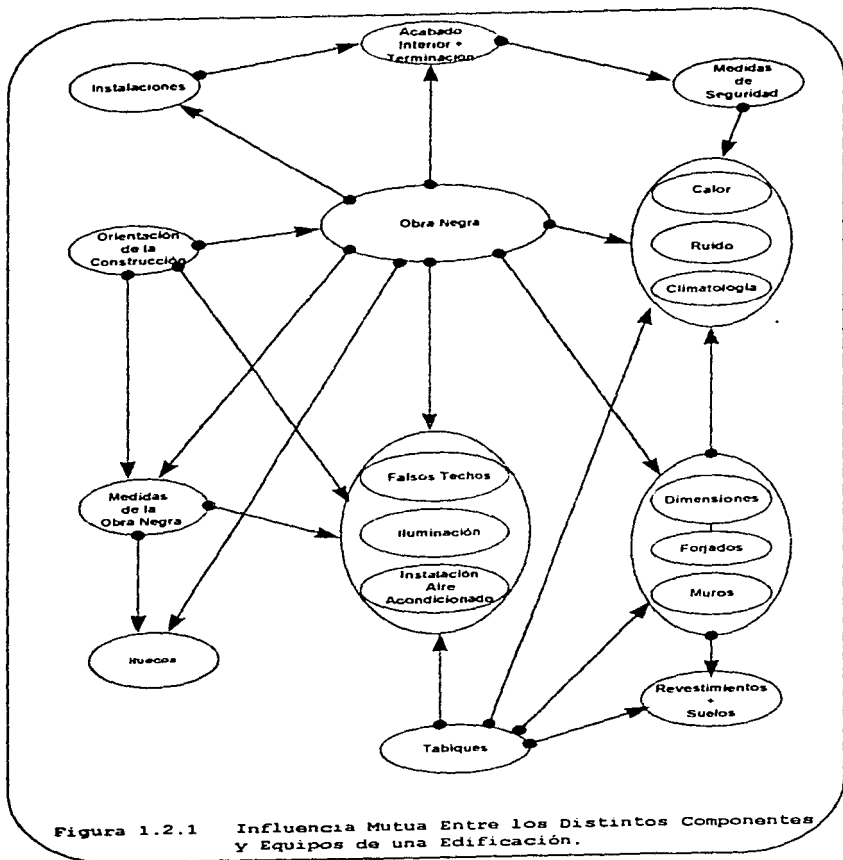 Acabado
Interior +
Terminacion
Instalaciones
Medidas
de
Seguridad
Calor
Obra Negra
Orientación
de la
Construcción
Ruido
Climatología
Falsos Techos
Medidas
de la
Obra Negra
Dimensiones
Iluminación
Forjados
Instalación
Aire
Acondicionado
Muros
Huecos
Revestimientos
+
Suelos
Tabiques
Figura 1.2.1 Influencia Mutua Entre los Distintos Componentes
y Equipos de una Edificación.